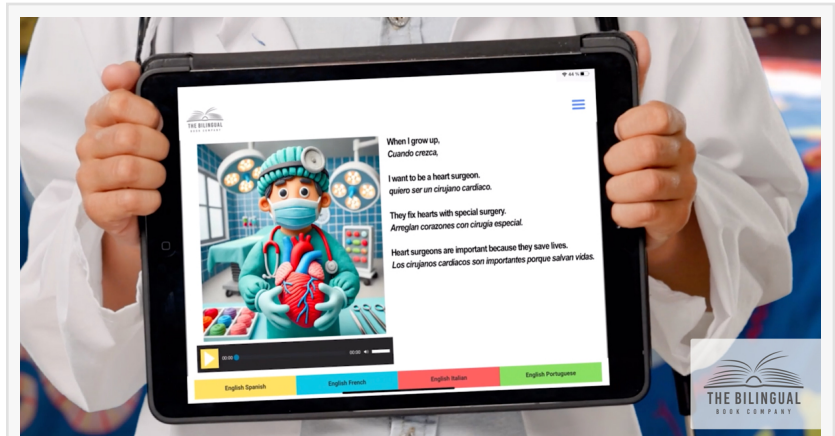 44 %
THE BILINGUAL
BOOK COMPANY
When I grow up,
Cuando crezca,
I want to be a heart surgeon.
quiero ser un cirujano cardíaco.
They fix hearts with special surgery.
Arreglan corazones con cirugía especial.
Heart surgeons are important because they save lives.
Los cirujanos cardíacos son importantes porque salvan vidas.
00:00
00:00
English Spanish
English French
English Italian
English Portuguese
THE BILINGUAL
BOOK COMPANY